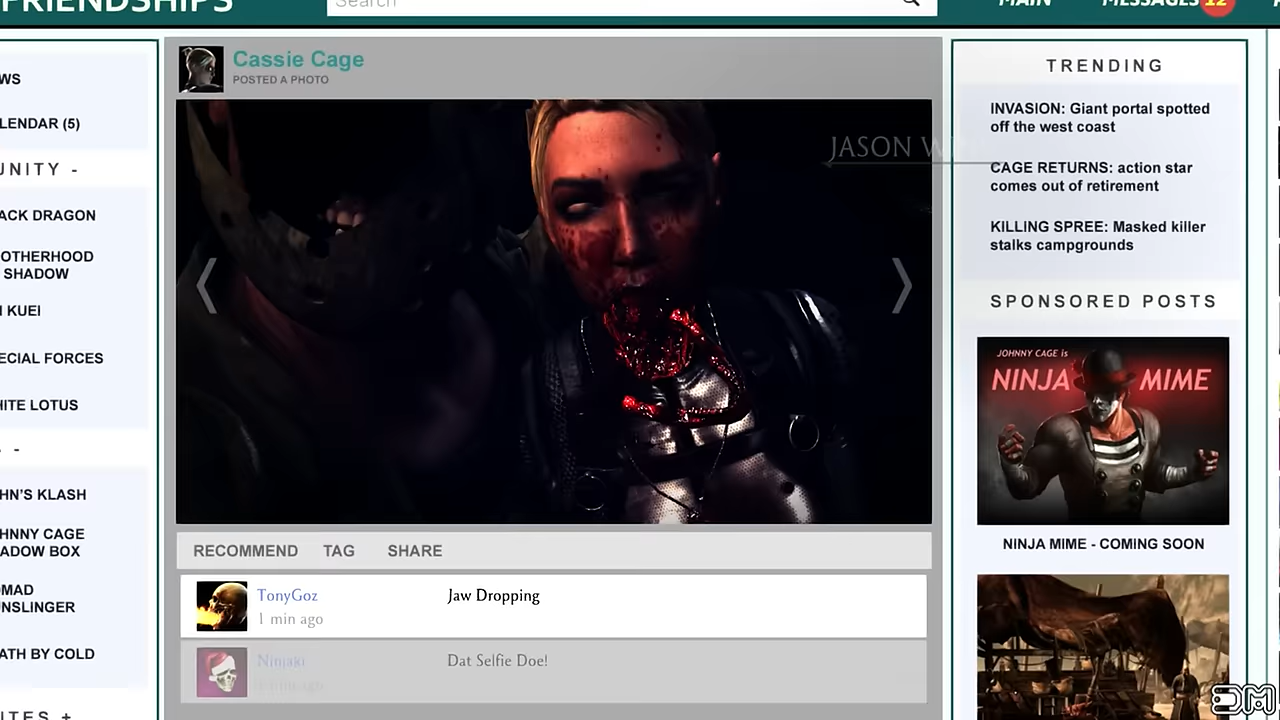 FRIENDSHIPS
Search
MAIN
MESSAGES 12
WS
LENDAR (5)
UNITY -
ACK DRAGON
OTHERHOOD
SHADOW
KUEI
ECIAL FORCES
HITE LOTUS
-
HN'S KLASH
HNNY CAGE
ADOW BOX
MAD
NSLINGER
ATH BY COLD
ITES +
Cassie Cage
POSTED A PHOTO
JASON W
RECOMMEND TAG SHARE
TonyGoz
Jaw Dropping
1 min ago
Dat Selfie Doe!
TRENDING
INVASION: Giant portal spotted
off the west coast
CAGE RETURNS: action star
comes out of retirement
KILLING SPREE: Masked killer
stalks campgrounds
SPONSORED POSTS
JOHNNY CAGE is
NINJA MIME
NINJA MIME - COMING SOON